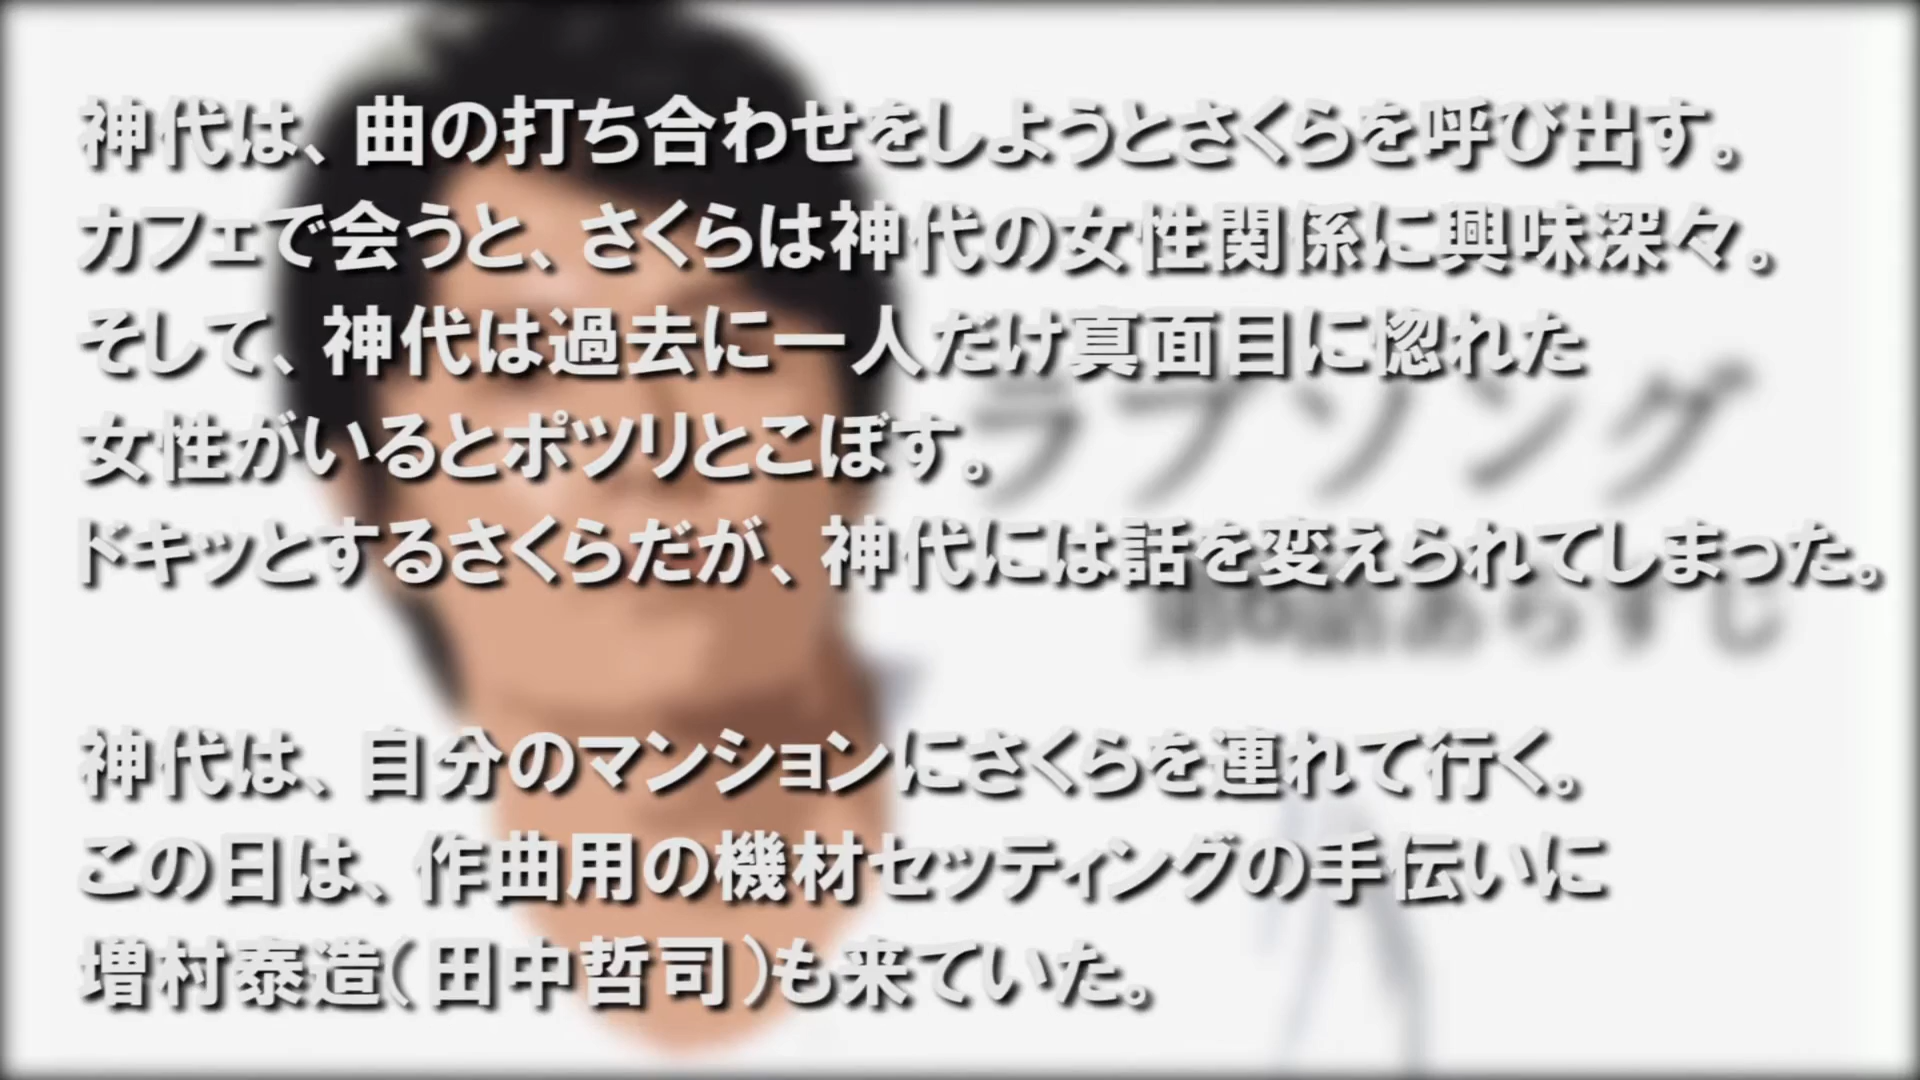 神代は、曲の打ち合わせをしようとさくらを呼び出す。
カフェで会うと、さくらは神代の女性関係に興味深々。
そして、神代は過去に一人だけ真面目に惚れた
女性がいるとポツリとこぼす。
ラブソング
ドキッとするさくらだが、神代には話を変えられてしまった。
第6話あらすじ
神代は、自分のマンションにさくらを連れて行く。
この日は、作曲用の機材セッティングの手伝いに
増村泰造(田中哲司)も来ていた。